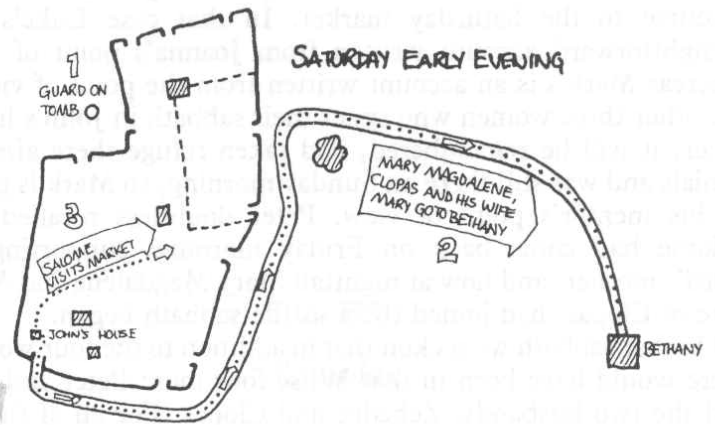 SATURDAY EARLY EVENING
1
GUARD ON
TOMB
MARY MAGDALENE,
CLOPAS AND HIS WIFE
MARY GO TO BETHANY
2
3
SALOME
VISITS MARKET
JOHN'S HOUSE
BETHANY